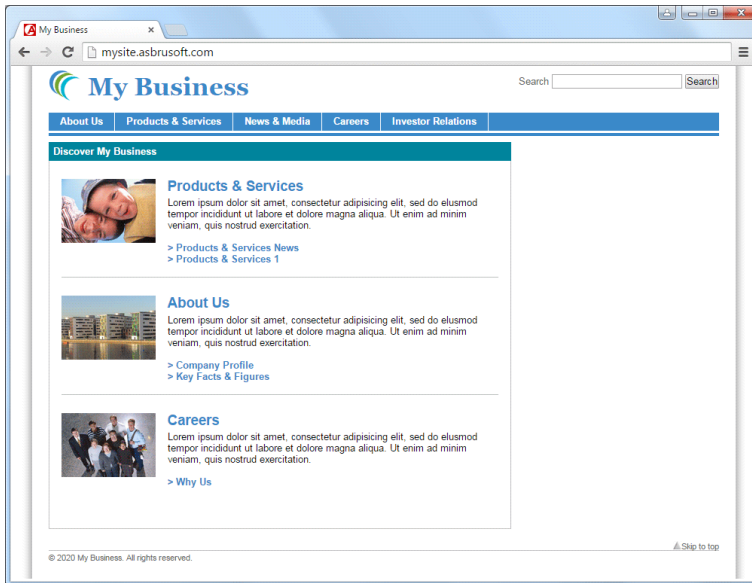 My Business
mysite.asbrusoft.com
My Business
Search
Search
About Us
Products & Services
News & Media
Careers
Investor Relations
Discover My Business
Products & Services
Lorem ipsum dolor sit amet, consectetur adipisicing elit, sed do elusmod
tempor incididunt ut labore et dolore magna aliqua. Ut enim ad minim
veniam, quis nostrud exercitation.
> Products & Services News
> Products & Services 1
About Us
Lorem ipsum dolor sit amet, consectetur adipisicing elit, sed do elusmod
tempor incididunt ut labore et dolore magna aliqua. Ut enim ad minim
veniam, quis nostrud exercitation.
> Company Profile
> Key Facts & Figures
Careers
Lorem ipsum dolor sit amet, consectetur adipisicing elit, sed do elusmod
tempor incididunt ut labore et dolore magna aliqua. Ut enim ad minim
veniam, quis nostrud exercitation.
> Why Us
Skip to top
© 2020 My Business. All rights reserved.